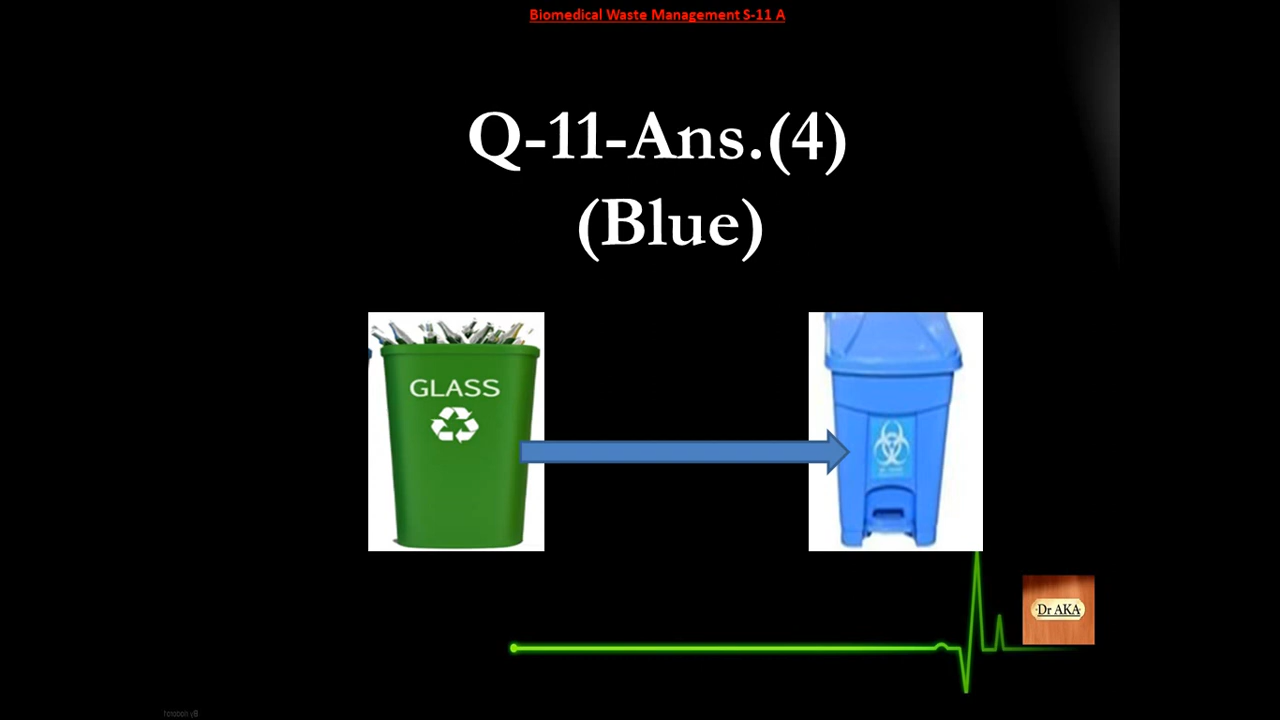 Biomedical Waste Management S-11 A
Q-11-Ans.(4)
(Blue)
GLASS
Dr AKA